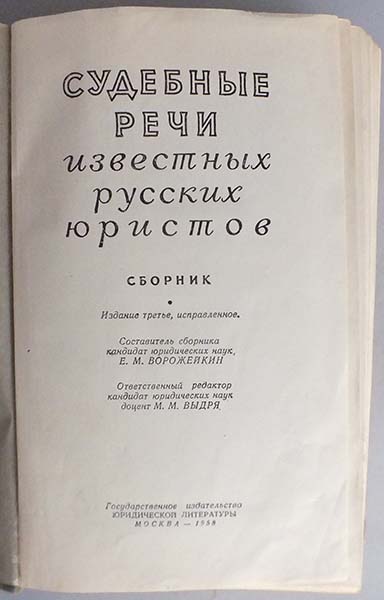 СУДЕБНЫЕ
РЕЧИ
известных
русских
юристов
СБОРНИК
Издание третье, исправленное.
Составитель сборника
кандидат юридических наук,
Е. М. ВОРОЖЕЙКИН
Ответственный редактор
кандидат юридических наук
доцент М. М. ВЫДРЯ
Государственное издательство
ЮРИДИЧЕСКОЙ ЛИТЕРАТУРЫ
МОСКВА — 1958